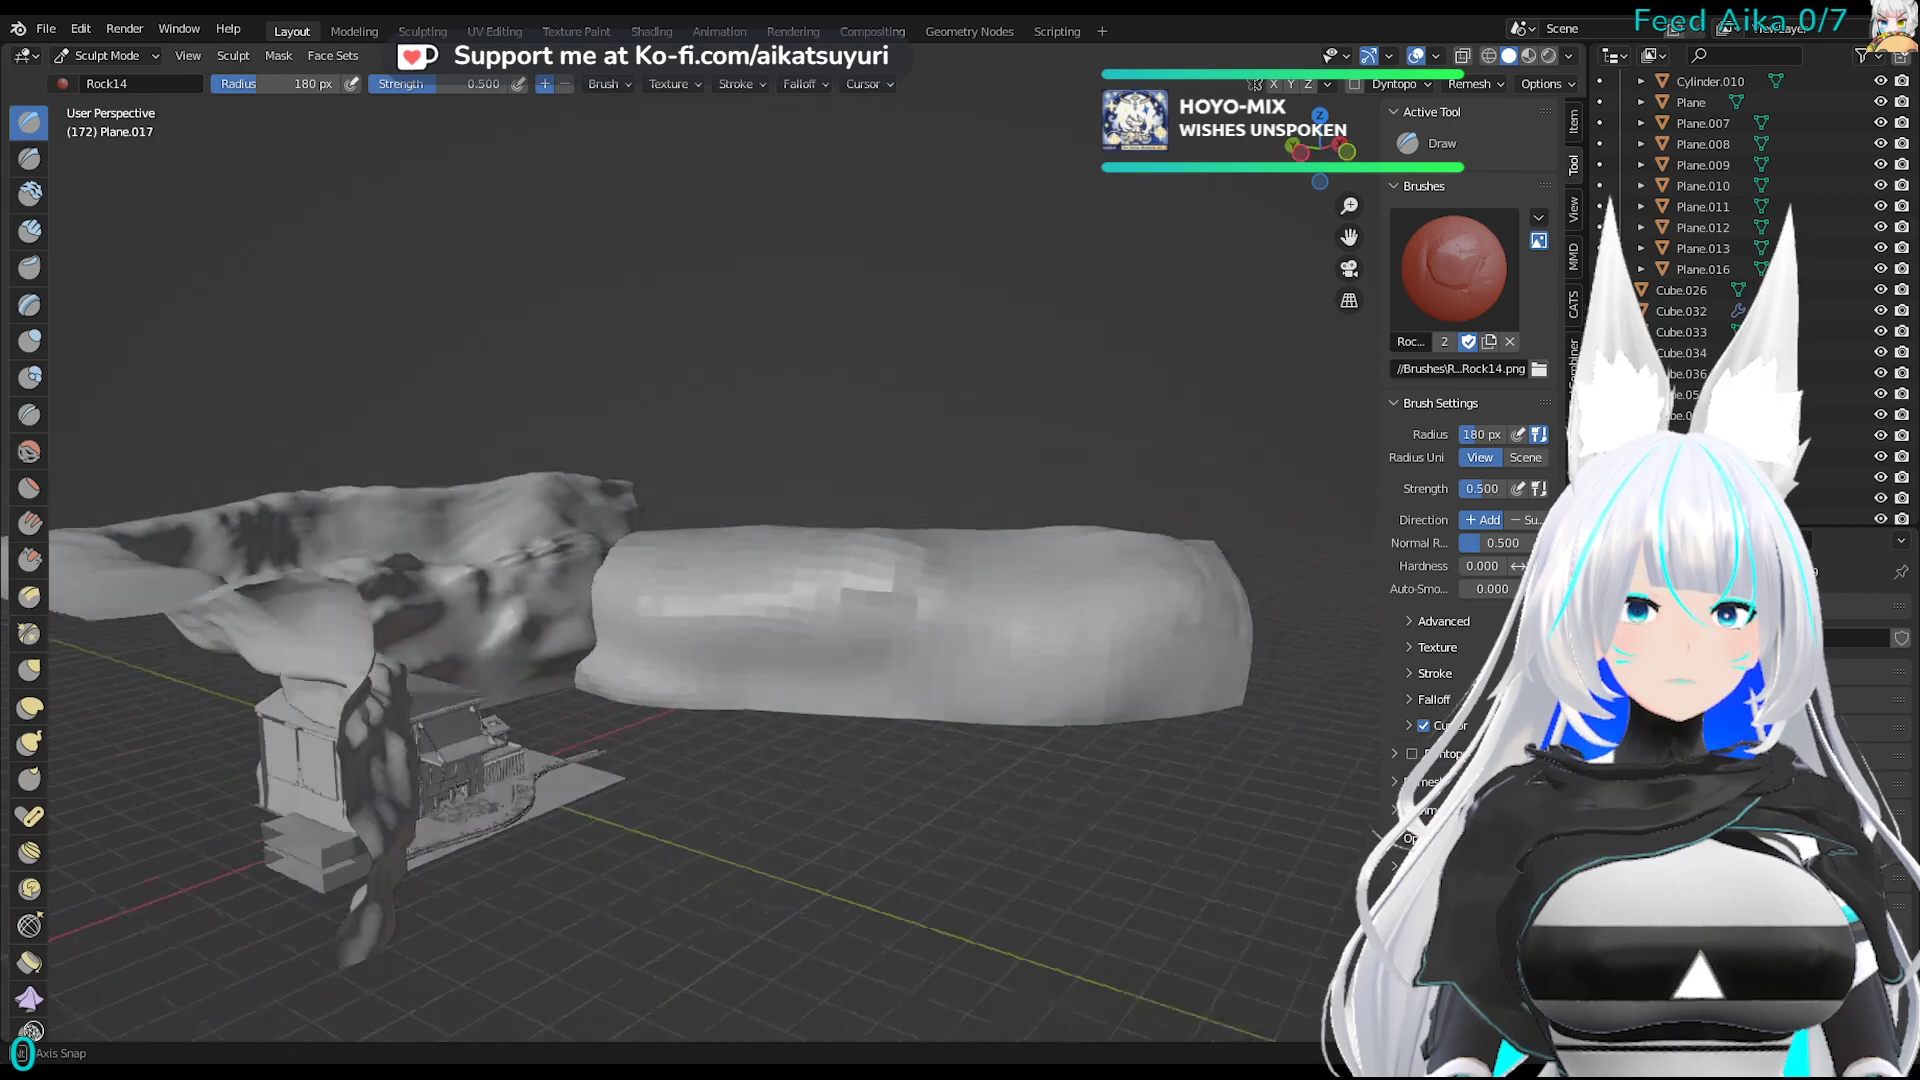 File Edit Render Window Help Layout Modeling Sculpting UV Editing Texture Paint Shading Animation Rendering Compositing Geometry Nodes Scripting +
Scene
Feed Aika 0/7
Sculpt Mode View Sculpt Mask Face Sets
Support me at Ko-fi.com/aikatsuyuri
Rock14 Radius 180 px Strength 0.500 Brush Texture Stroke Falloff Cursor
X Y Z Dyntopo Remesh Options
User Perspective
(172) Plane.017
HOYO-MIX
WISHES UNSPOKEN
Z
Active Tool
Draw
Brushes
Roc... 2
//Brushes\R...Rock14.png
Brush Settings
Radius 180 px
Radius Uni View Scene
Strength 0.500
Direction + Add — Su...
Normal R... 0.500
Hardness 0.000
Auto-Smo... 0.000
Advanced
Texture
Stroke
Falloff
Item
Tool
View
MMD
CATS
Cylinder.010
Plane
Plane.007
Plane.008
Plane.009
Plane.010
Plane.011
Plane.012
Plane.013
Plane.016
Cube.026
Cube.032
Cube.033
0
Axis Snap